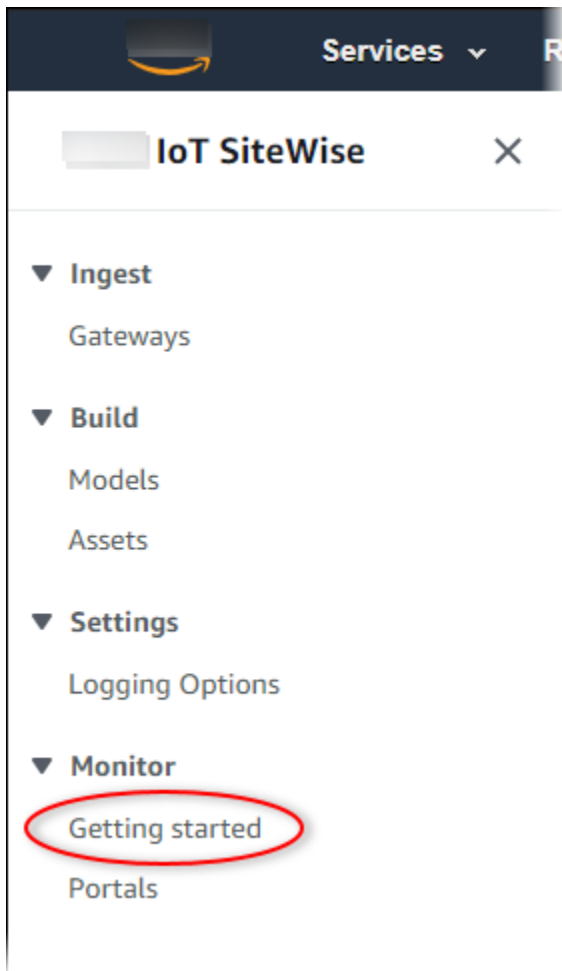 Services
IoT SiteWise
Ingest
Gateways
Build
Models
Assets
Settings
Logging Options
Monitor
Getting started
Portals